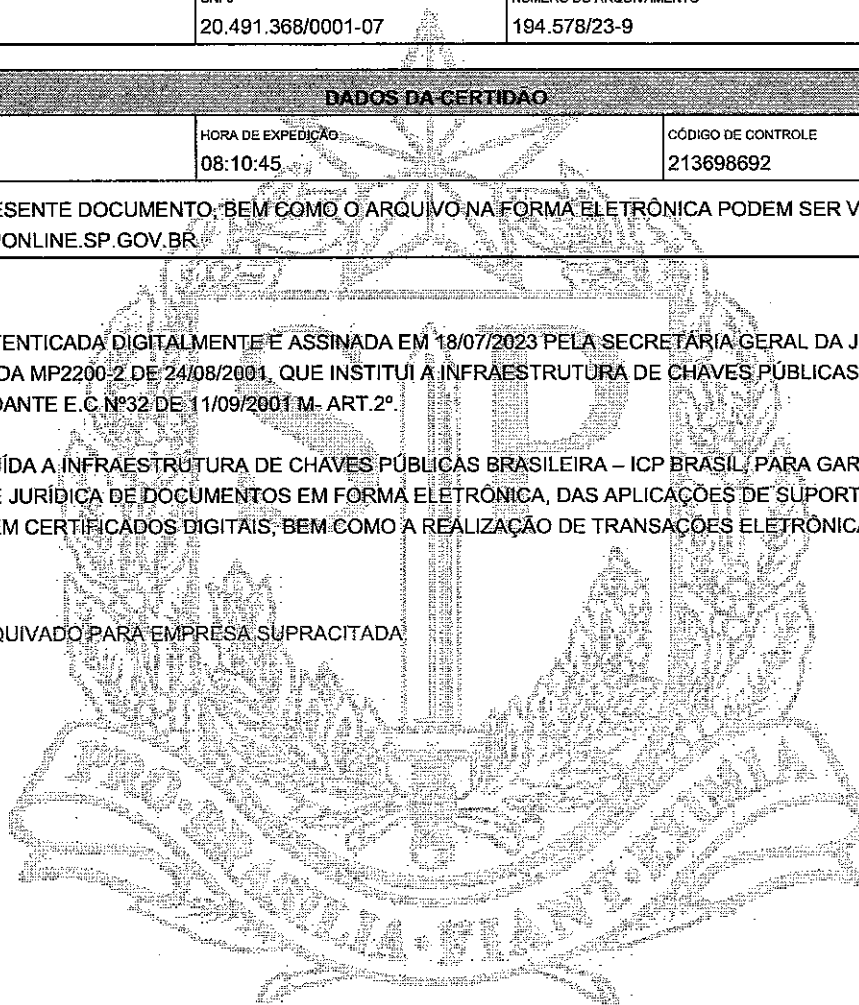 CNPJ NÚMERO DO ARQUIVAMENTO
20.491.368/0001-07 194.578/23-9
DADOS DA CERTIDÃO
HORA DE EXPEDIÇÃO CÓDIGO DE CONTROLE
08:10:45 213698692
ESENTE DOCUMENTO, BEM COMO O ARQUIVO NA FORMA ELETRÔNICA PODEM SER V
ONLINE.SP.GOV.BR
ENTICADA DIGITALMENTE E ASSINADA EM 18/07/2023 PELA SECRETÁRIA GERAL DA J
DA MP2200-2 DE 24/08/2001, QUE INSTITUI A INFRAESTRUTURA DE CHAVES PÚBLICAS
DANTE E.C Nº32 DE 11/09/2001 M- ART.2º.
ÍDA A INFRAESTRUTURA DE CHAVES PÚBLICAS BRASILEIRA – ICP BRASIL, PARA GAR
E JURÍDICA DE DOCUMENTOS EM FORMA ELETRÔNICA, DAS APLICAÇÕES DE SUPORT
EM CERTIFICADOS DIGITAIS, BEM COMO A REALIZAÇÃO DE TRANSAÇÕES ELETRÔNICA
QUIVADO PARA EMPRESA SUPRACITADA
SP